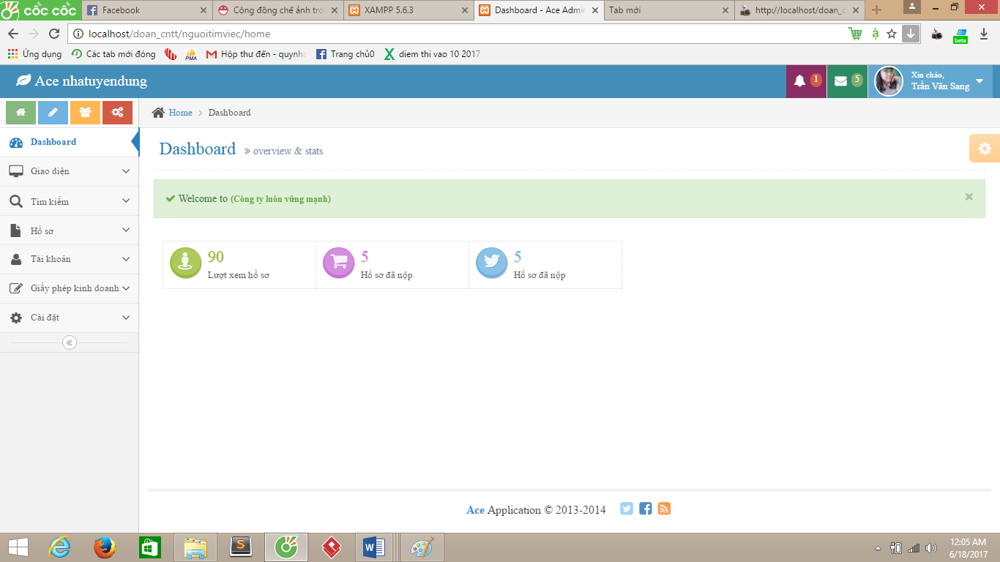 cốc cốc
Facebook
Cộng đồng chế ảnh troi
XAMPP 5.6.3
Dashboard - Ace Admi
Tab mới
http://localhost/doan_c
localhost/doan_cntt/nguoitimviec/home
à
beta
Ứng dụng
Các tab mới đóng
PMA
Hộp thư đến - quynha
Trang chủ0
diem thi vao 10 2017
Ace nhatuyendung
1
5
Xin chào,
Trần Văn Sang
Home
Dashboard
Dashboard
Giao diện
Tìm kiếm
Hồ sơ
Tài khoản
Giấy phép kinh doanh
Cài đặt
Dashboard » overview & stats
Welcome to (Công ty luôn vững mạnh)
90
Lượt xem hồ sơ
5
Hồ sơ đã nộp
5
Hồ sơ đã nộp
Ace Application © 2013-2014
12:05 AM
6/18/2017